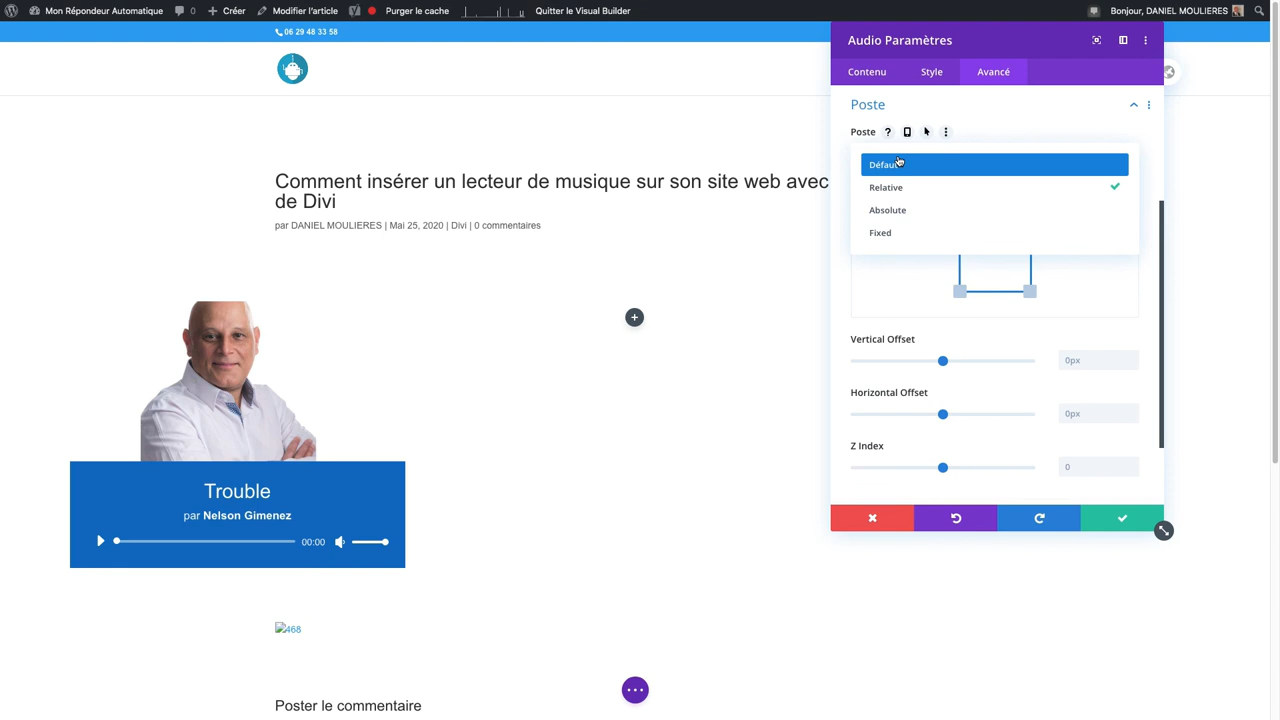 Mon Répondeur Automatique
0
Créer
Modifier l'article
Purger le cache
Quitter le Visual Builder
Bonjour, DANIEL MOULIERES
06 29 48 33 58
Audio Paramètres
Contenu
Style
Avancé
Poste
Poste
Relative
Absolute
Fixed
Comment insérer un lecteur de musique sur son site web avec
de Divi
par DANIEL MOULIERES | Mai 25, 2020 | Divi | 0 commentaires
Vertical Offset
0px
Horizontal Offset
0px
Z Index
0
Trouble
par Nelson Gimenez
00:00
468
Poster le commentaire